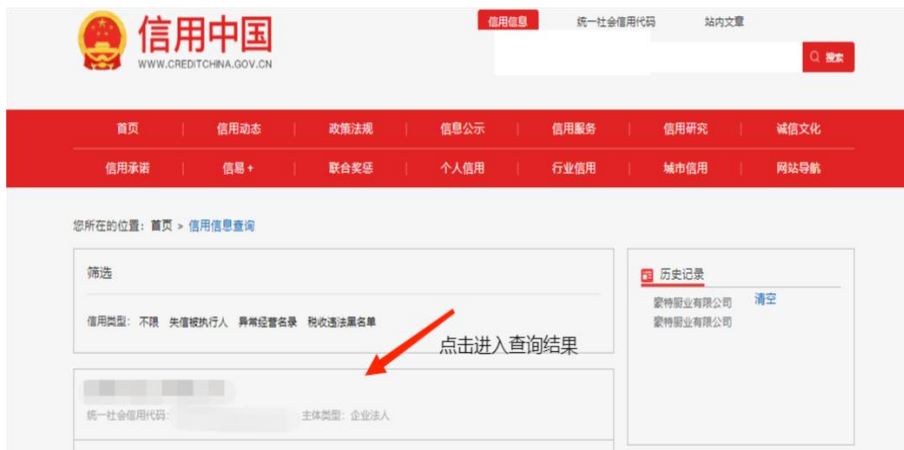 信用信息 统一社会信用代码 站内文章
信用中国
WWW.CREDITCHINA.GOV.CN
搜索
首页 信用动态 政策法规 信息公示 信用服务 信用研究 诚信文化
信用承诺 信易+ 联合奖惩 个人信用 行业信用 城市信用 网站导航
您所在的位置：首页 > 信用信息查询
筛选
信用类型： 不限 失信被执行人 异常经营名录 税收违法黑名单
点击进入查询结果
统一社会信用代码： 主体类型：企业法人
历史记录
蒙特厨业有限公司 清空
蒙特厨业有限公司